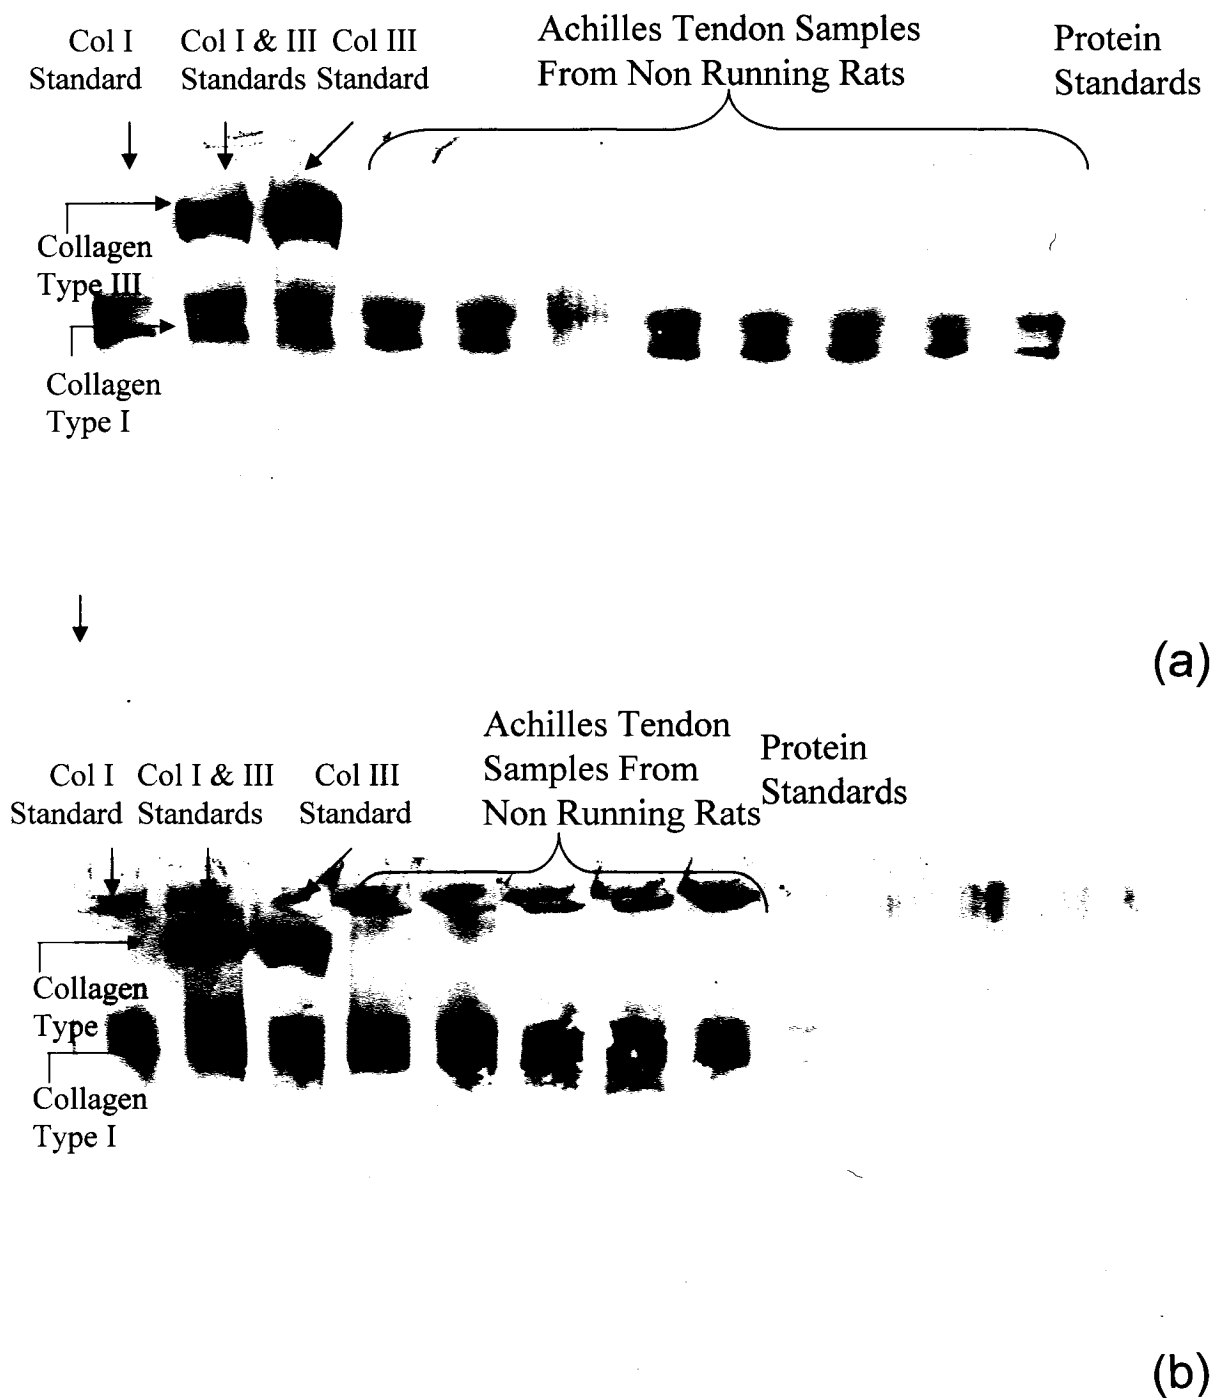 Col I
Standard
Col I & III
Standards
Col III
Standard
Achilles Tendon Samples
From Non Running Rats
Protein
Standards
Collagen
Type III
Collagen
Type I
(a)
Col I
Standard
Col I & III
Standards
Col III
Standard
Achilles Tendon
Samples From
Non Running Rats
Protein
Standards
Collagen
Type
Collagen
Type I
(b)